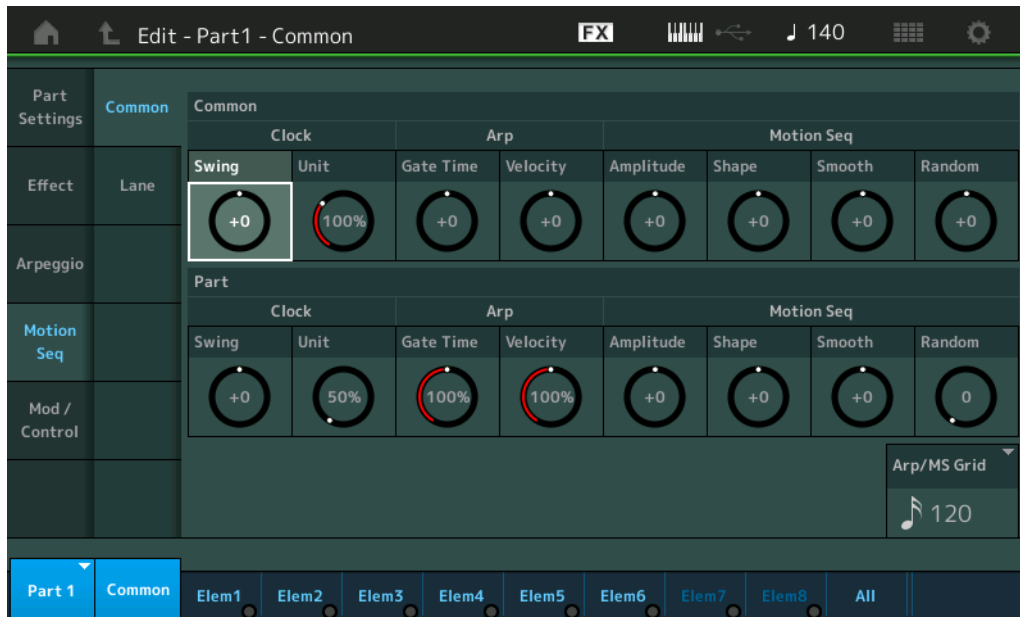 Edit - Part1 - Common FX 140
Part Settings
Effect
Arpeggio
Motion Seq
Mod / Control
Common
Lane
Common
Clock Arp Motion Seq
Swing Unit Gate Time Velocity Amplitude Shape Smooth Random
+0 100% +0 +0 +0 +0 +0 +0
Part
Clock Arp Motion Seq
Swing Unit Gate Time Velocity Amplitude Shape Smooth Random
+0 50% 100% 100% +0 +0 +0 0
Arp/MS Grid
120
Part 1 Common Elem1 Elem2 Elem3 Elem4 Elem5 Elem6 Elem7 Elem8 All